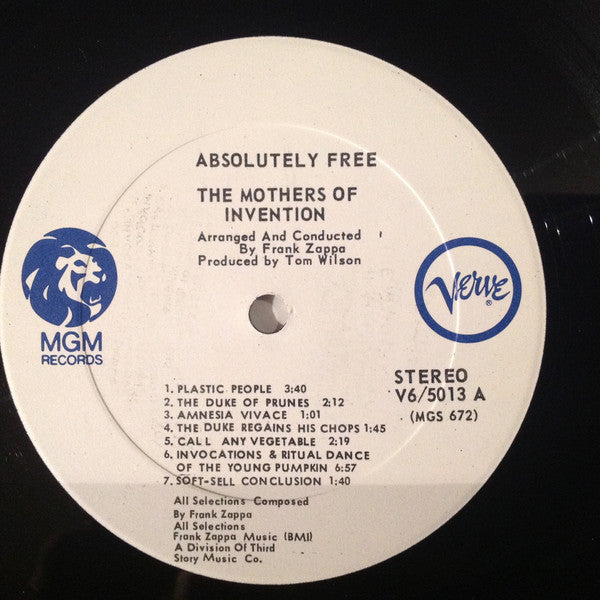 ABSOLUTELY FREE
THE MOTHERS OF
INVENTION
Arranged And Conducted
By Frank Zappa
Produced by Tom Wilson
MGM
RECORDS
Verve
®
STEREO
V6/5013 A
(MGS 672)
1. PLASTIC PEOPLE 3:40
2. THE DUKE OF PRUNES 2:12
3. AMNESIA VIVACE 1:01
4. THE DUKE REGAINS HIS CHOPS 1:45
5. CALL ANY VEGETABLE 2:19
6. INVOCATIONS & RITUAL DANCE
OF THE YOUNG PUMPKIN 6:57
7. SOFT-SELL CONCLUSION 1:40
All Selections Composed
By Frank Zappa
All Selections
Frank Zappa Music (BMI)
A Division Of Third
Story Music Co.